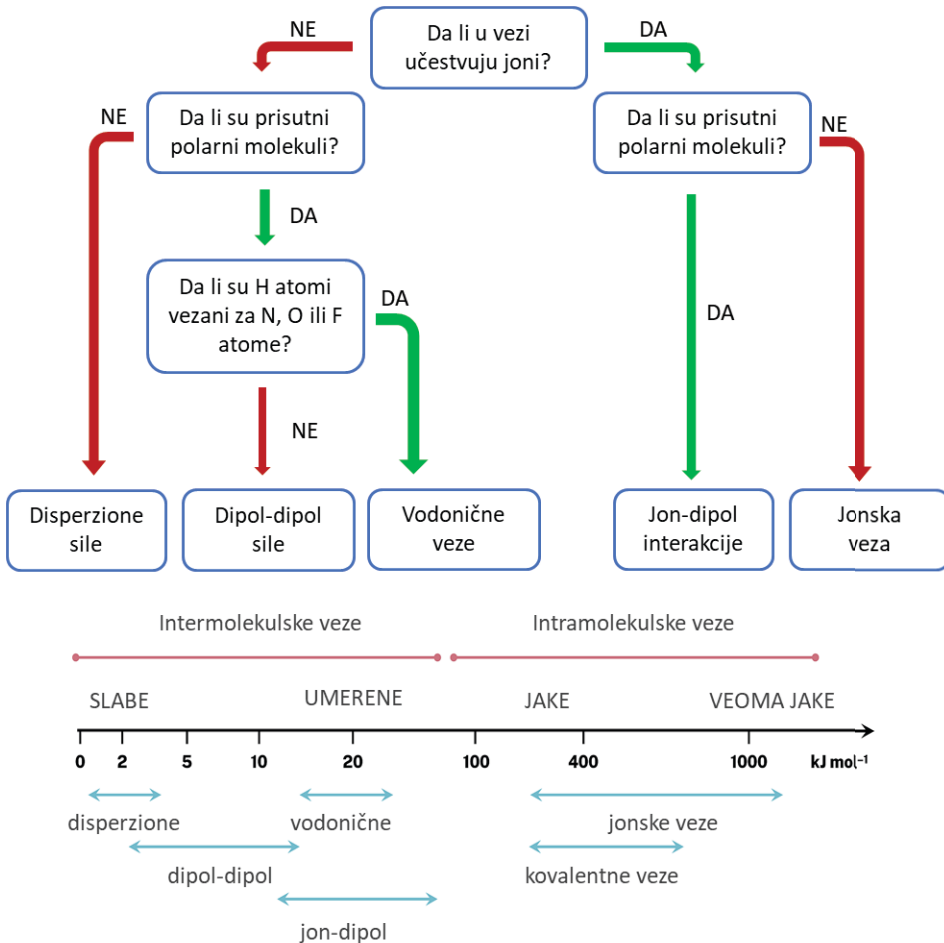 NE
Da li u vezi
učestvuju joni?
DA
NE
Da li su prisutni
polarni molekuli?
Da li su prisutni
polarni molekuli?
NE
DA
Da li su H atomi
vezani za N, O ili F
atome?
DA
DA
NE
Disperzione
sile
Dipol-dipol
sile
Vodonične
veze
Jon-dipol
interakcije
Jonska
veza
Intermolekulske veze
Intramolekulske veze
SLABE
UMERENE
JAKE
VEOMA JAKE
0 2 5 10 20 100 400 1000 kJ mol⁻¹
disperzione
vodonične
jonske veze
dipol-dipol
kovalentne veze
jon-dipol